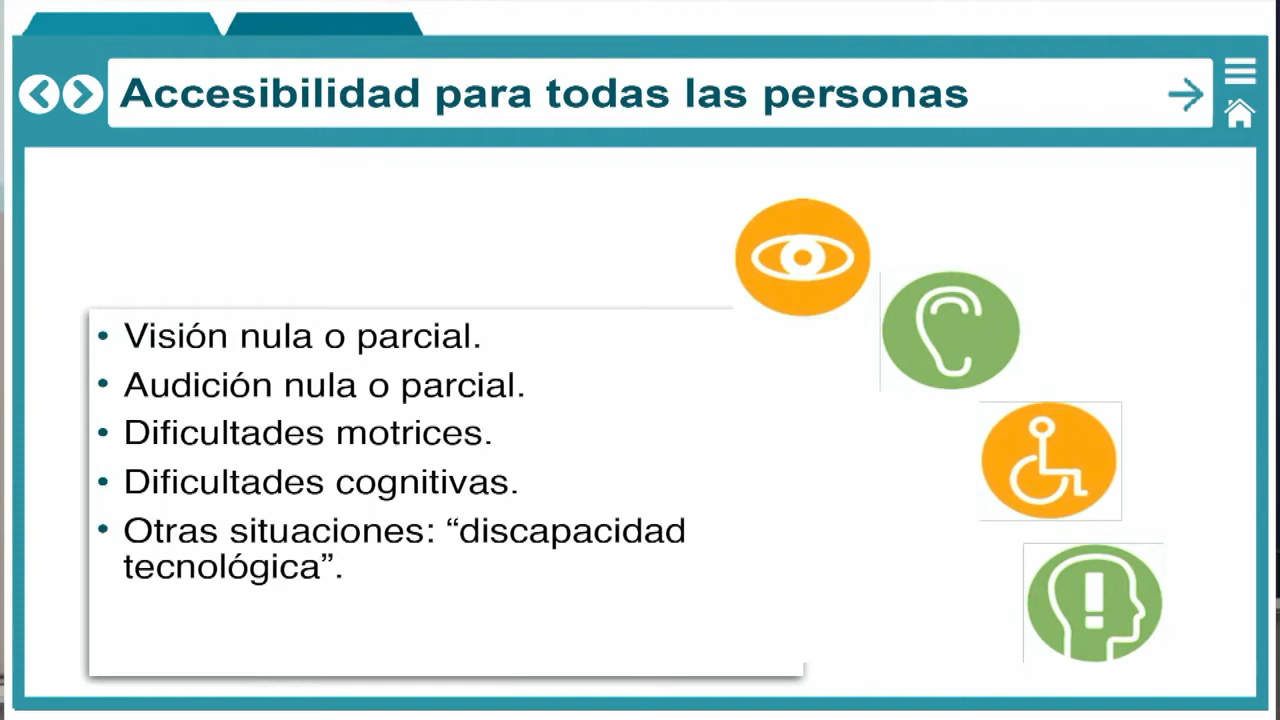 Accesibilidad para todas las personas
• Visión nula o parcial.
• Audición nula o parcial.
• Dificultades motrices.
• Dificultades cognitivas.
• Otras situaciones: “discapacidad
tecnológica”.